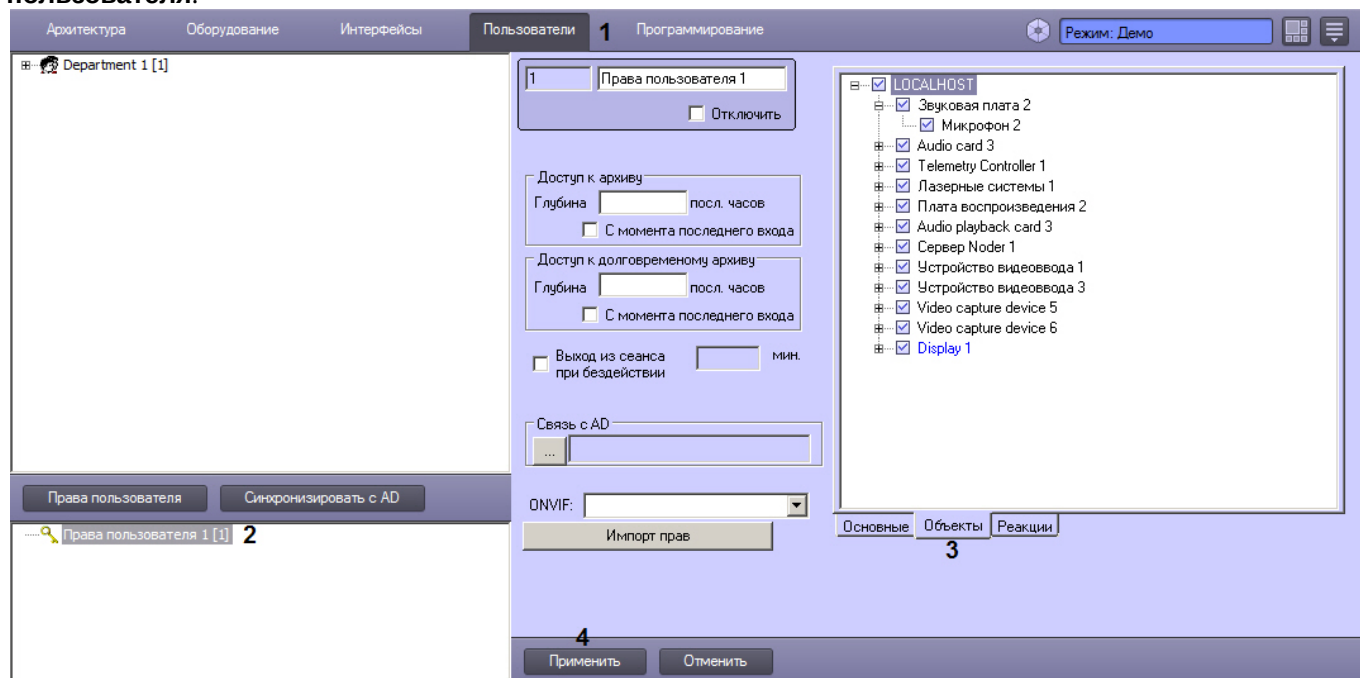 пользователя.
Архитектура Оборудование Интерфейсы Пользователи 1 Программирование Режим: Демо
Department 1 [1]
1 Права пользователя 1
Отключить
Доступ к архиву
Глубина посл. часов
С момента последнего входа
Доступ к долговременому архиву
Глубина посл. часов
С момента последнего входа
Выход из сеанса мин.
при бездействии
Связь с AD
...
ONVIF:
Импорт прав
LOCALHOST
Звуковая плата 2
Микрофон 2
Audio card 3
Telemetry Controller 1
Лазерные системы 1
Плата воспроизведения 2
Audio playback card 3
Сервер Noder 1
Устройство видеоввода 1
Устройство видеоввода 3
Video capture device 5
Video capture device 6
Display 1
Основные Объекты Реакции
3
Права пользователя Синхронизировать с AD
Права пользователя 1 [1] 2
4
Применить Отменить